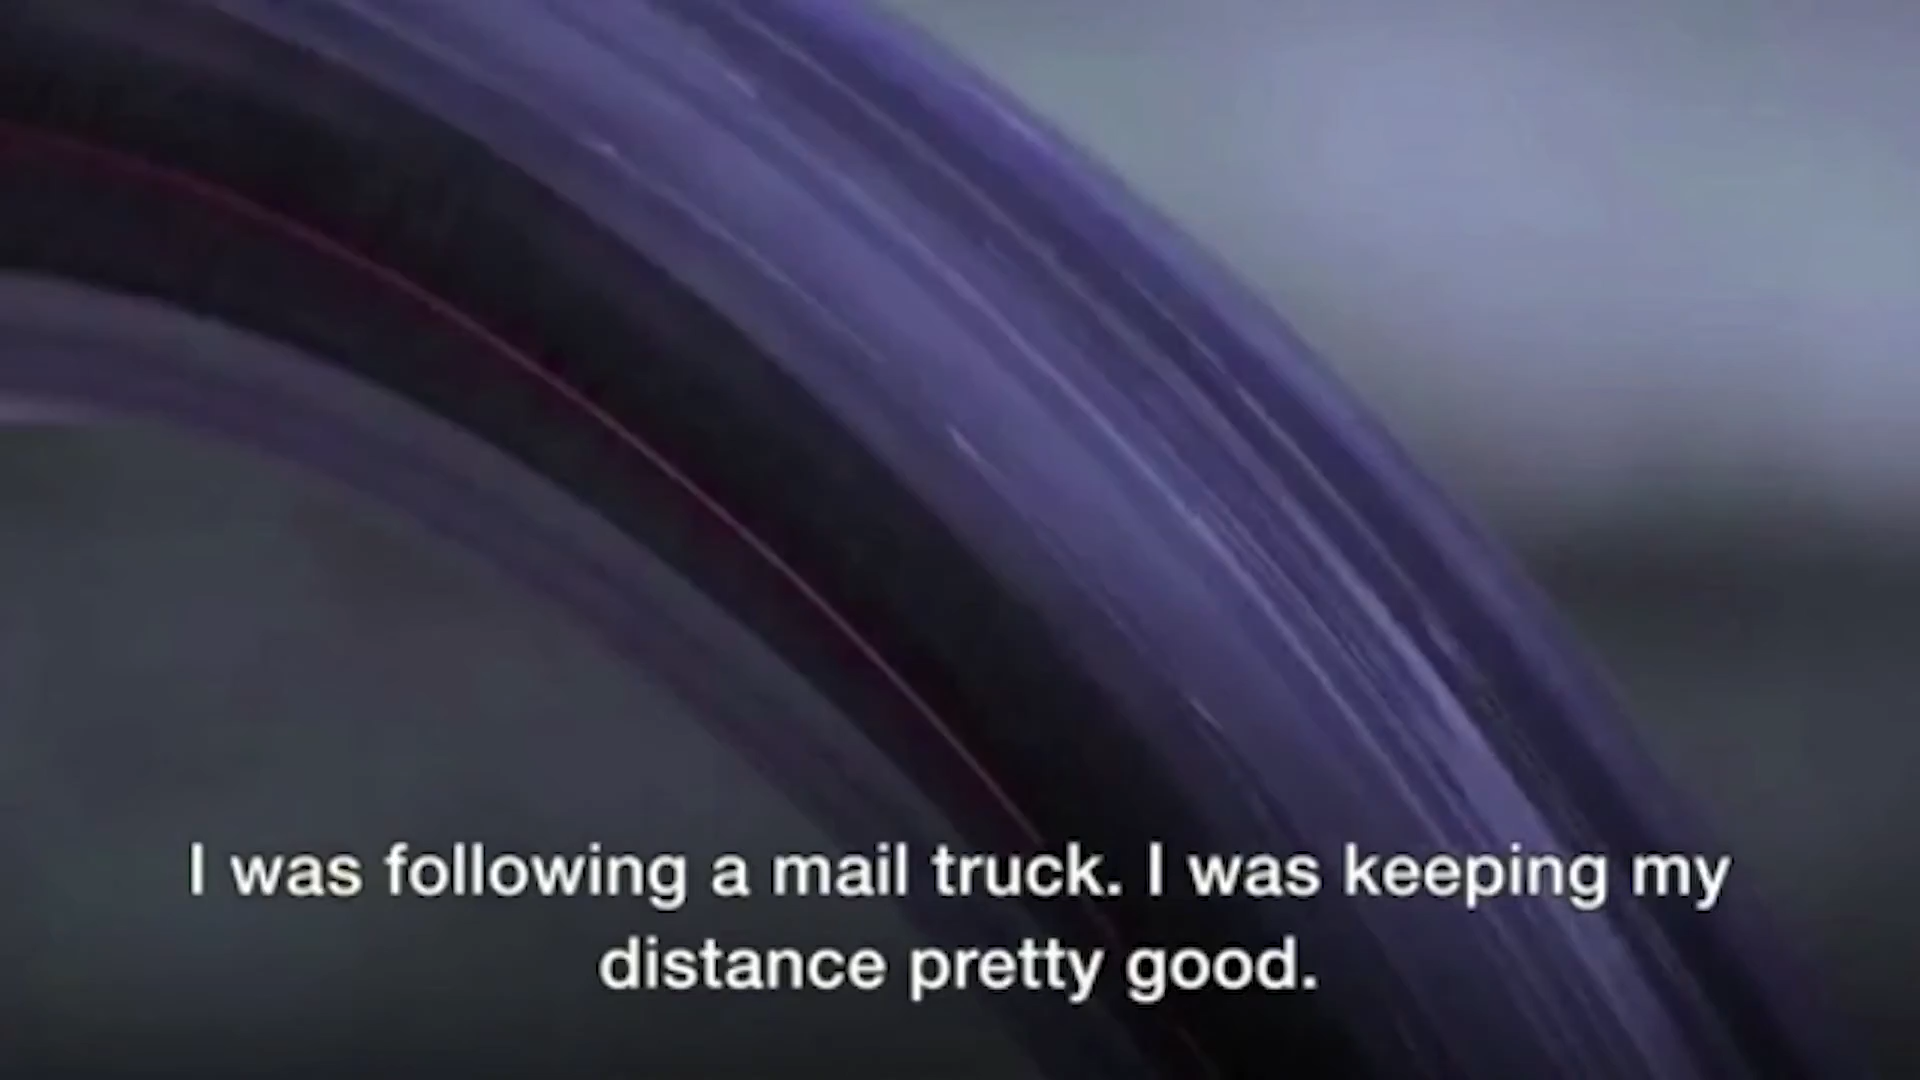 I was following a mail truck. I was keeping my
distance pretty good.